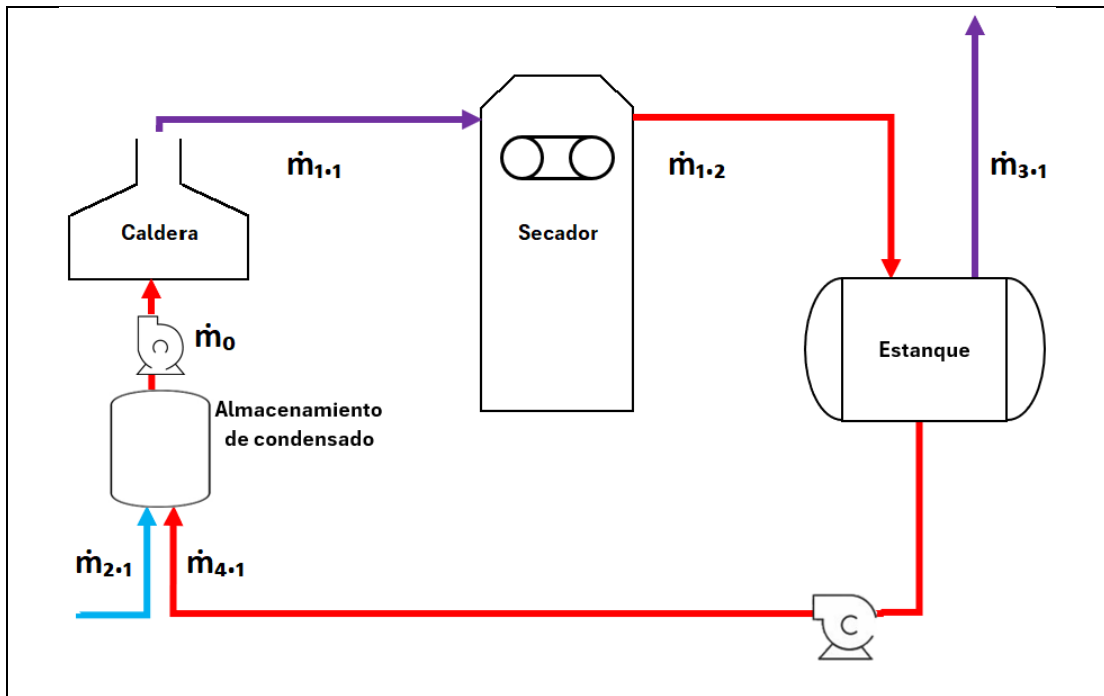 ṁ₁.₁
ṁ₁.₂
ṁ₃.₁
Caldera
Secador
ṁ₀
Estanque
Almacenamiento
de condensado
C
ṁ₂.₁
ṁ₄.₁
C